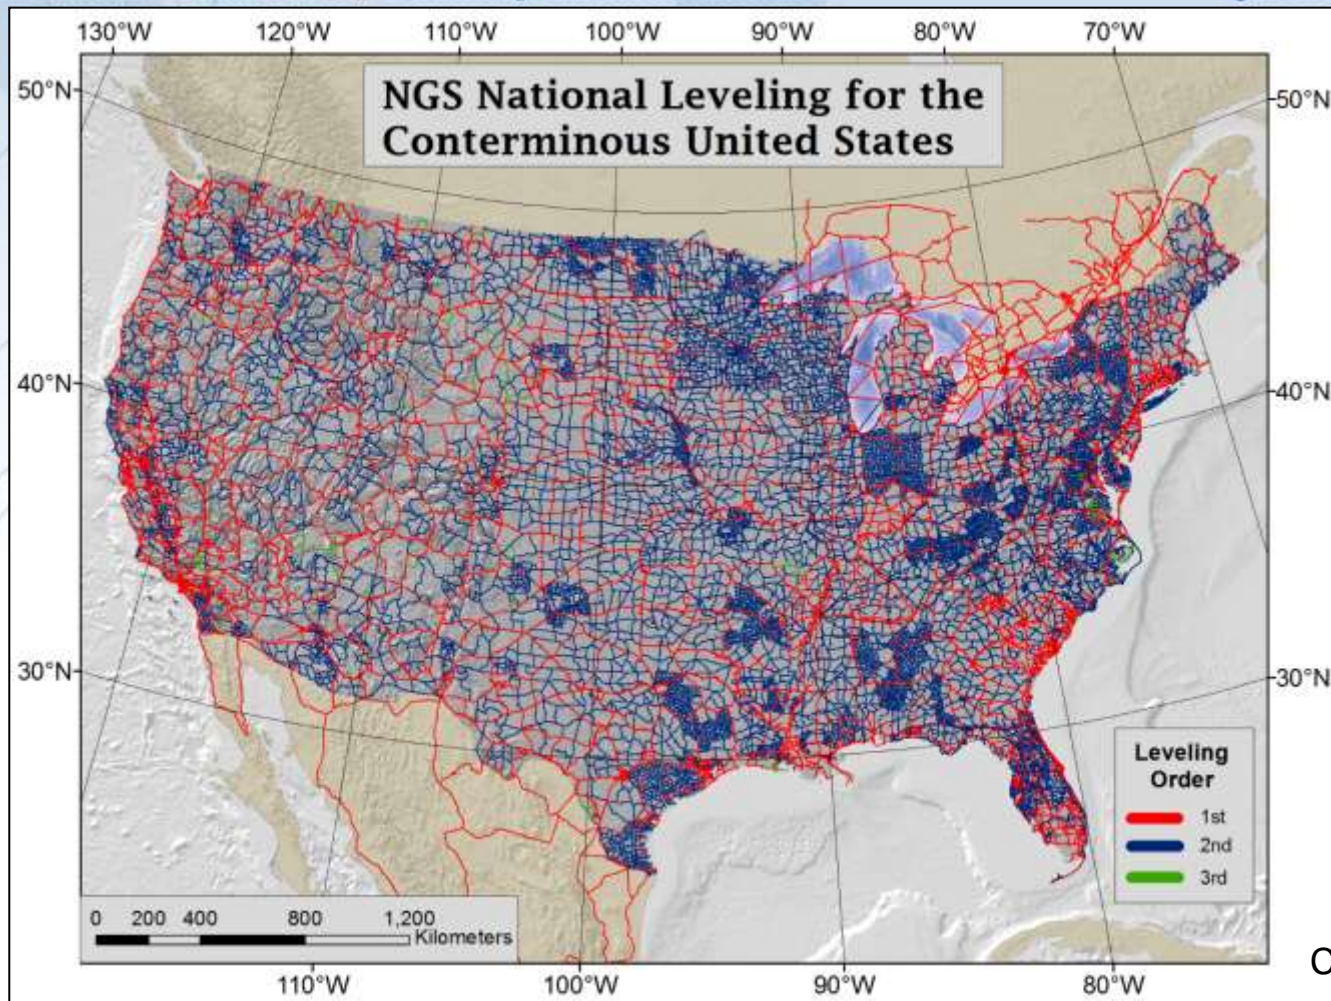 130°W 120°W 110°W 100°W 90°W 80°W 70°W
50°N
50°N
NGS National Leveling for the
Conterminous United States
40°N
40°N
30°N
30°N
Leveling
Order
1st
2nd
3rd
0 200 400 800 1,200
Kilometers
110°W 100°W 90°W 80°W